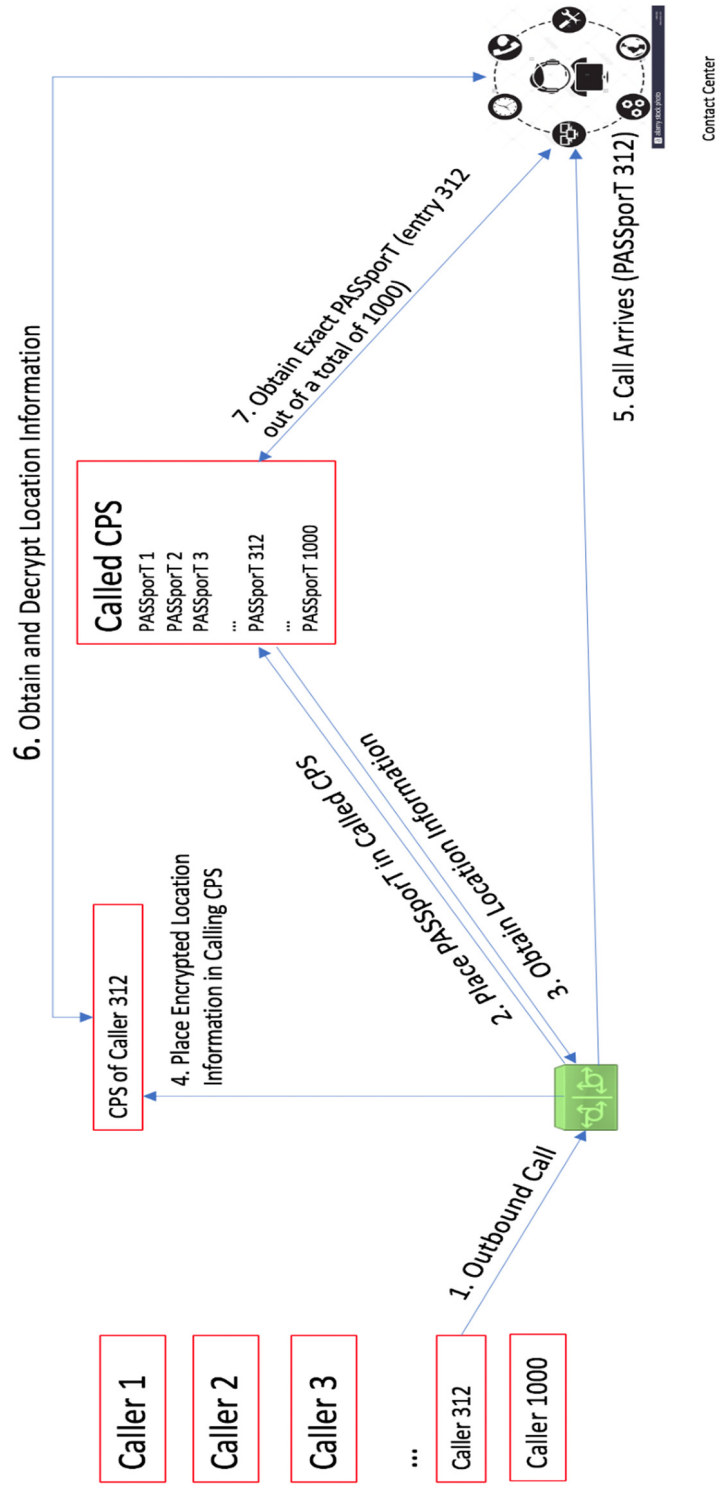 6. Obtain and Decrypt Location Information
CPS of Caller 312
4. Place Encrypted Location
Information in Calling CPS
Caller 1
Caller 2
Caller 3
...
Caller 312
Caller 1000
1. Outbound Call
2. Place PASSporT in Called CPS
3. Obtain Location Information
Called CPS
PASSporT 1
PASSporT 2
PASSporT 3
...
PASSporT 312
...
PASSporT 1000
7. Obtain Exact PASSporT (entry 312
out of a total of 1000)
5. Call Arrives (PASSporT 312)
alamy stock photo
Contact Center